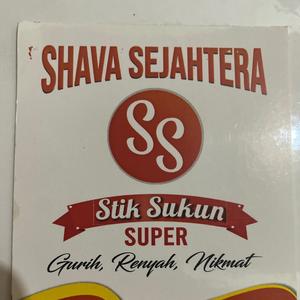 SHAVA SEJAHTERA
SS
Stik Sukun
SUPER
Gurih, Renyah, Nikmat